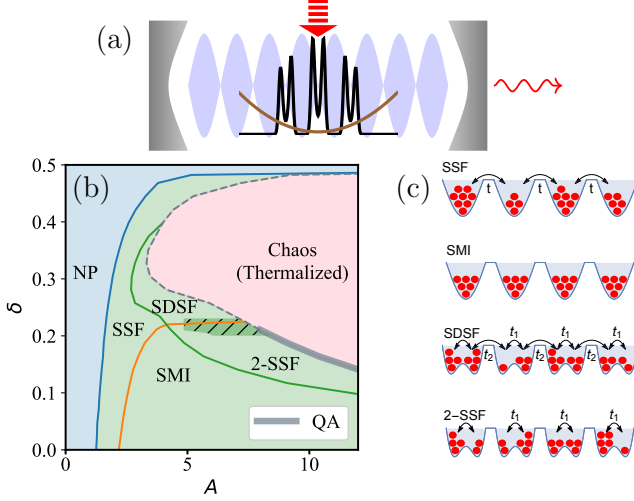 (a)
(b)
(c)
0.5
0.4
0.3
0.2
0.1
0.0
δ
0
5
10
A
NP
SSF
SDSF
SMI
2-SSF
Chaos
(Thermalized)
QA
SSF
t
t
t
SMI
SDSF
t1
t1
t1
t1
t2
t2
t2
2−SSF
t1
t1
t1
t1